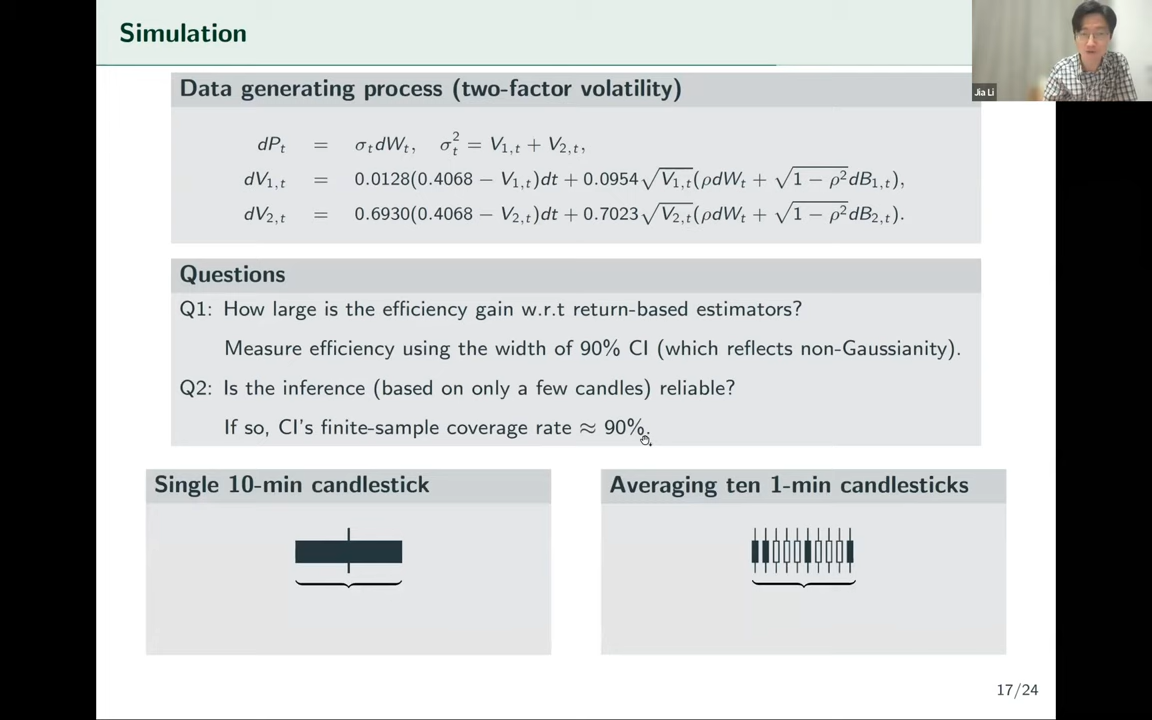 Simulation
Jia Li
Data generating process (two-factor volatility)
dP_t = σ_t dW_t, σ_t^2 = V_{1,t} + V_{2,t},
dV_{1,t} = 0.0128(0.4068 − V_{1,t})dt + 0.0954√V_{1,t}(ρdW_t + √1 − ρ^2 dB_{1,t}),
dV_{2,t} = 0.6930(0.4068 − V_{2,t})dt + 0.7023√V_{2,t}(ρdW_t + √1 − ρ^2 dB_{2,t}).
Questions
Q1: How large is the efficiency gain w.r.t return-based estimators?
Measure efficiency using the width of 90% CI (which reflects non-Gaussianity).
Q2: Is the inference (based on only a few candles) reliable?
If so, CI's finite-sample coverage rate ≈ 90%.
Single 10-min candlestick
Averaging ten 1-min candlesticks
17/24